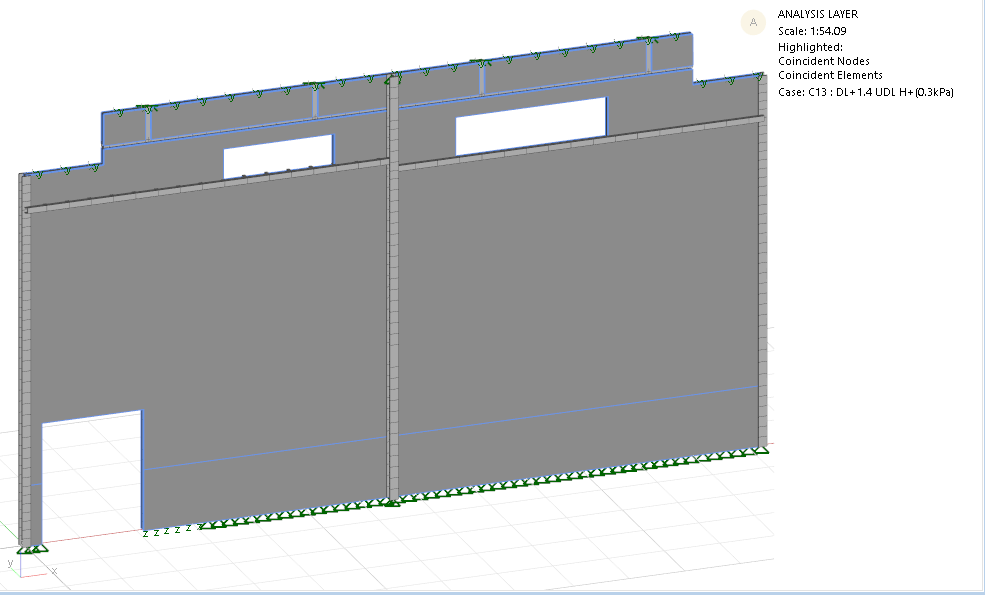 A
ANALYSIS LAYER
Scale: 1:54.09
Highlighted:
Coincident Nodes
Coincident Elements
Case: C13 : DL+1.4 UDL H+(0.3kPa)
z z z z z
y
x